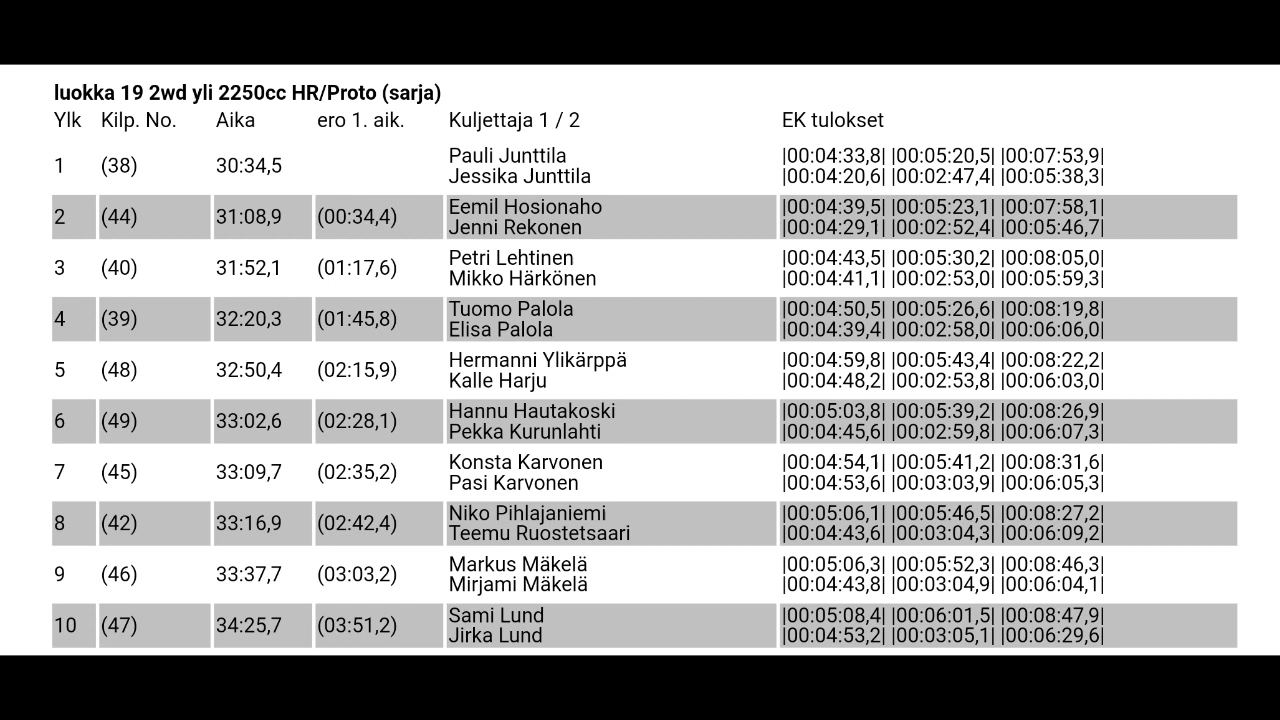 luokka 19 2wd yli 2250cc HR/Proto (sarja)
Ylk Kilp. No. Aika ero 1. aik. Kuljettaja 1 / 2 EK tulokset
1 (38) 30:34,5 Pauli Junttila |00:04:33,8| |00:05:20,5| |00:07:53,9|
Jessika Junttila |00:04:20,6| |00:02:47,4| |00:05:38,3|
2 (44) 31:08,9 (00:34,4) Eemil Hosionaho |00:04:39,5| |00:05:23,1| |00:07:58,1|
Jenni Rekonen |00:04:29,1| |00:02:52,4| |00:05:46,7|
3 (40) 31:52,1 (01:17,6) Petri Lehtinen |00:04:43,5| |00:05:30,2| |00:08:05,0|
Mikko Härkönen |00:04:41,1| |00:02:53,0| |00:05:59,3|
4 (39) 32:20,3 (01:45,8) Tuomo Palola |00:04:50,5| |00:05:26,6| |00:08:19,8|
Elisa Palola |00:04:39,4| |00:02:58,0| |00:06:06,0|
5 (48) 32:50,4 (02:15,9) Hermanni Ylikärppä |00:04:59,8| |00:05:43,4| |00:08:22,2|
Kalle Harju |00:04:48,2| |00:02:53,8| |00:06:03,0|
6 (49) 33:02,6 (02:28,1) Hannu Hautakoski |00:05:03,8| |00:05:39,2| |00:08:26,9|
Pekka Kurunlahti |00:04:45,6| |00:02:59,8| |00:06:07,3|
7 (45) 33:09,7 (02:35,2) Konsta Karvonen |00:04:54,1| |00:05:41,2| |00:08:31,6|
Pasi Karvonen |00:04:53,6| |00:03:03,9| |00:06:05,3|
8 (42) 33:16,9 (02:42,4) Niko Pihlajaniemi |00:05:06,1| |00:05:46,5| |00:08:27,2|
Teemu Ruostetsaari |00:04:43,6| |00:03:04,3| |00:06:09,2|
9 (46) 33:37,7 (03:03,2) Markus Mäkelä |00:05:06,3| |00:05:52,3| |00:08:46,3|
Mirjami Mäkelä |00:04:43,8| |00:03:04,9| |00:06:04,1|
10 (47) 34:25,7 (03:51,2) Sami Lund |00:05:08,4| |00:06:01,5| |00:08:47,9|
Jirka Lund |00:04:53,2| |00:03:05,1| |00:06:29,6|